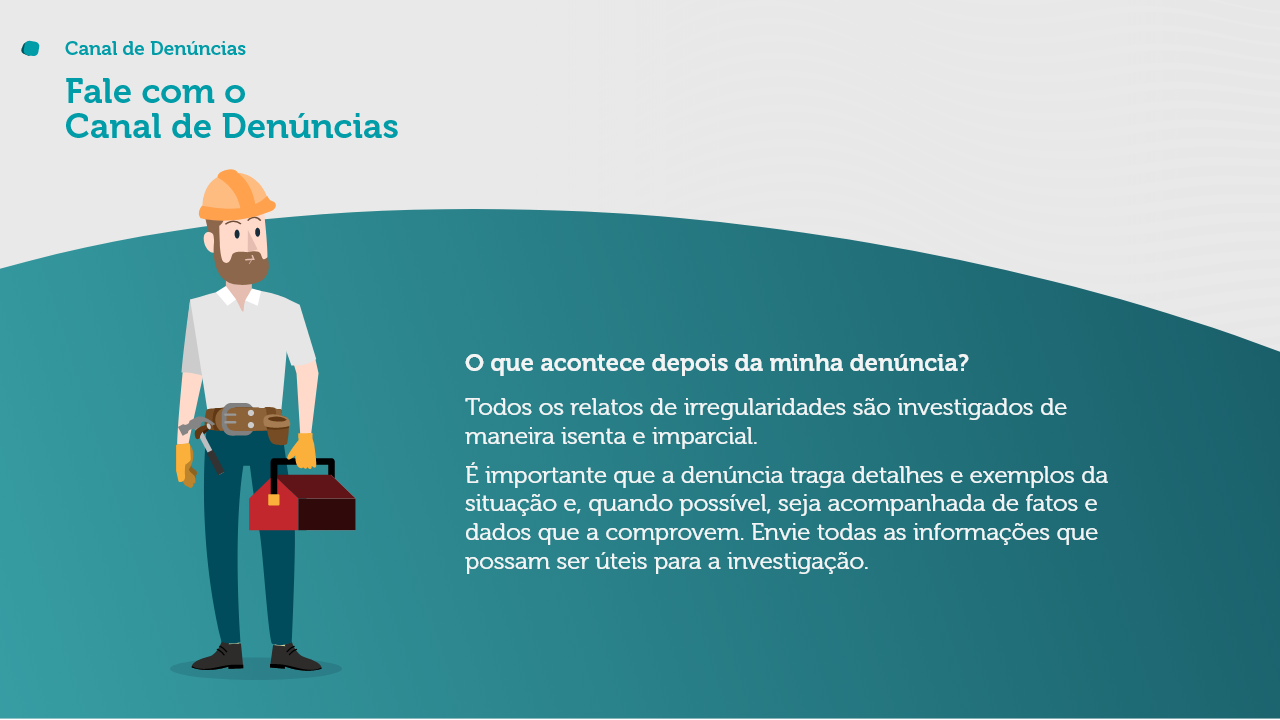 Canal de Denúncias
Fale com o
Canal de Denúncias
O que acontece depois da minha denúncia?
Todos os relatos de irregularidades são investigados de
maneira isenta e imparcial.
É importante que a denúncia traga detalhes e exemplos da
situação e, quando possível, seja acompanhada de fatos e
dados que a comprovem. Envie todas as informações que
possam ser úteis para a investigação.